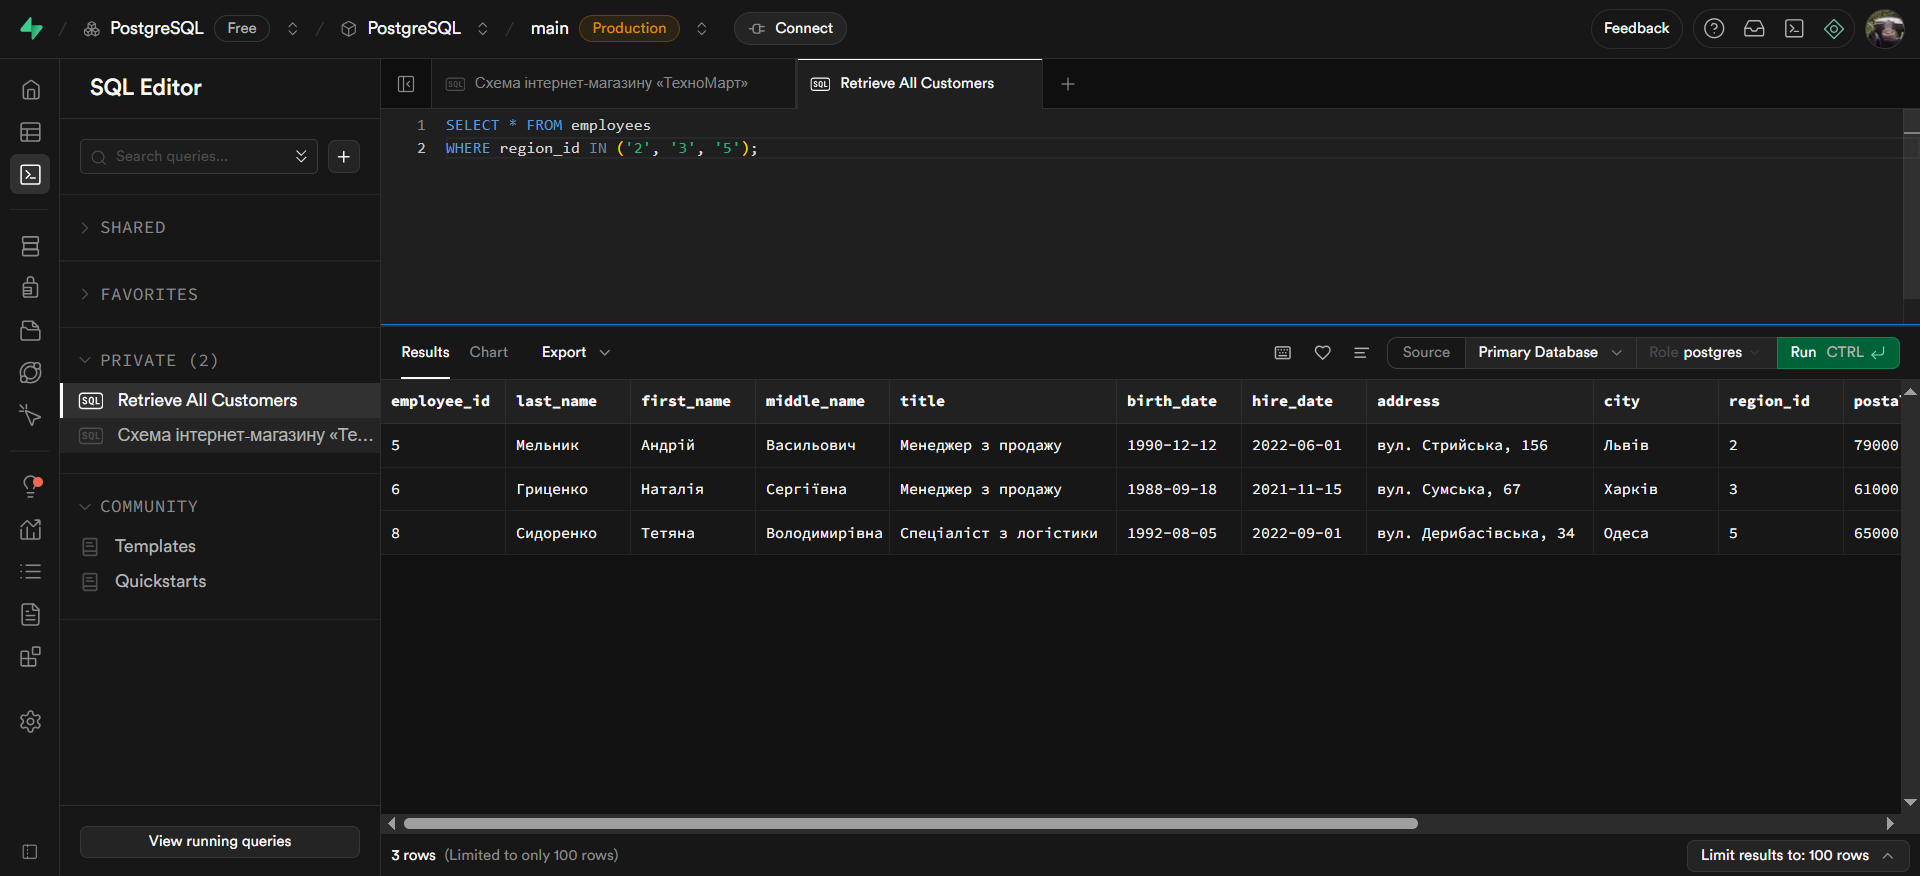 PostgreSQL Free PostgreSQL main Production Connect Feedback
SQL Editor
Search queries...
SHARED
FAVORITES
PRIVATE (2)
SQL Retrieve All Customers
SQL Схема інтернет-магазину «Те...
COMMUNITY
Templates
Quickstarts
View running queries
SQL Схема інтернет-магазину «ТехноМарт» SQL Retrieve All Customers
1 SELECT * FROM employees
2 WHERE region_id IN ('2', '3', '5');
Results Chart Export Source Primary Database Role postgres Run CTRL
employee_id last_name first_name middle_name title birth_date hire_date address city region_id posta
5 Мельник Андрій Васильович Менеджер з продажу 1990-12-12 2022-06-01 вул. Стрийська, 156 Львів 2 79000
6 Гриценко Наталія Сергіївна Менеджер з продажу 1988-09-18 2021-11-15 вул. Сумська, 67 Харків 3 61000
8 Сидоренко Тетяна Володимирівна Спеціаліст з логістики 1992-08-05 2022-09-01 вул. Дерибасівська, 34 Одеса 5 65000
3 rows (Limited to only 100 rows) Limit results to: 100 rows